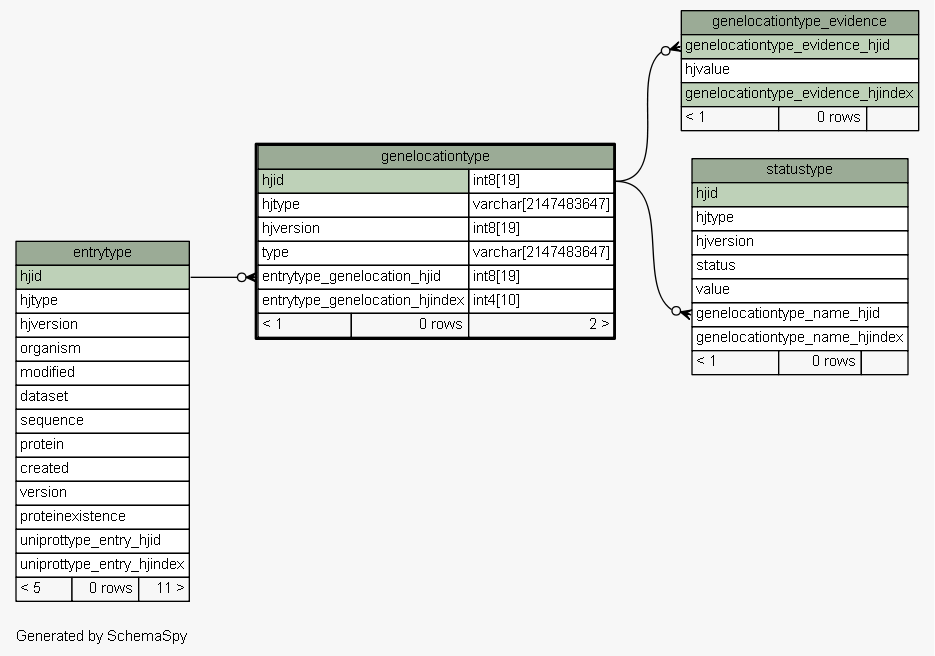 genelocationtype_evidence
genelocationtype_evidence_hjid
hjvalue
genelocationtype_evidence_hjindex
< 1 0 rows
genelocationtype
hjid int8[19]
hjtype varchar[2147483647]
hjversion int8[19]
type varchar[2147483647]
entrytype_genelocation_hjid int8[19]
entrytype_genelocation_hjindex int4[10]
< 1 0 rows 2 >
statustype
hjid
hjtype
hjversion
status
value
genelocationtype_name_hjid
genelocationtype_name_hjindex
< 1 0 rows
entrytype
hjid
hjtype
hjversion
organism
modified
dataset
sequence
protein
created
version
proteinexistence
uniprottype_entry_hjid
uniprottype_entry_hjindex
< 5 0 rows 11 >
Generated by SchemaSpy